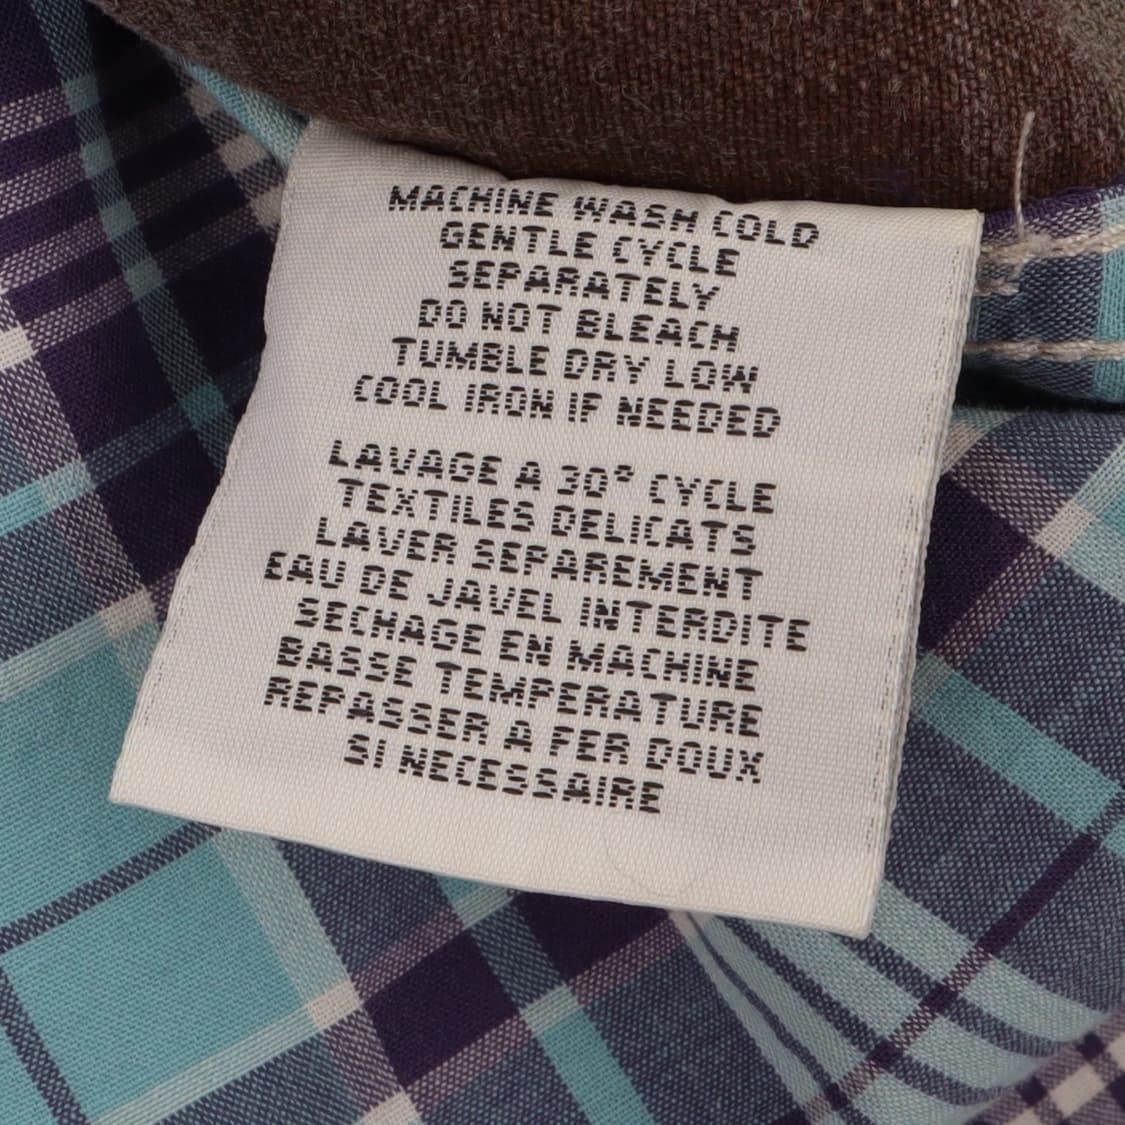 MACHINE WASH COLD
GENTLE CYCLE
SEPARATELY
DO NOT BLEACH
TUMBLE DRY LOW
COOL IRON IF NEEDED
LAVAGE A 30° CYCLE
TEXTILES DELICATS
LAVER SEPAREMENT
EAU DE JAVEL INTERDITE
SECHAGE EN MACHINE
BASSE TEMPERATURE
REPASSER A FER DOUX
SI NECESSAIRE